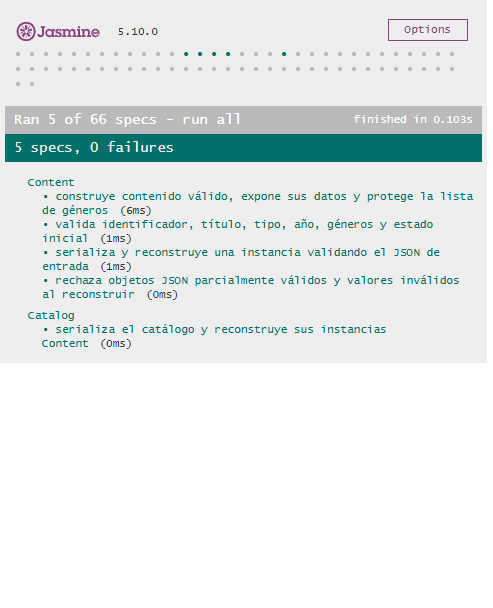 Jasmine 5.10.0 Options
Ran 5 of 66 specs - run all finished in 0.103s
5 specs, 0 failures
Content
• construye contenido válido, expone sus datos y protege la lista
de géneros (6ms)
• valida identificador, título, tipo, año, géneros y estado
inicial (1ms)
• serializa y reconstruye una instancia validando el JSON de
entrada (1ms)
• rechaza objetos JSON parcialmente válidos y valores inválidos
al reconstruir (0ms)
Catalog
• serializa el catálogo y reconstruye sus instancias
Content (0ms)